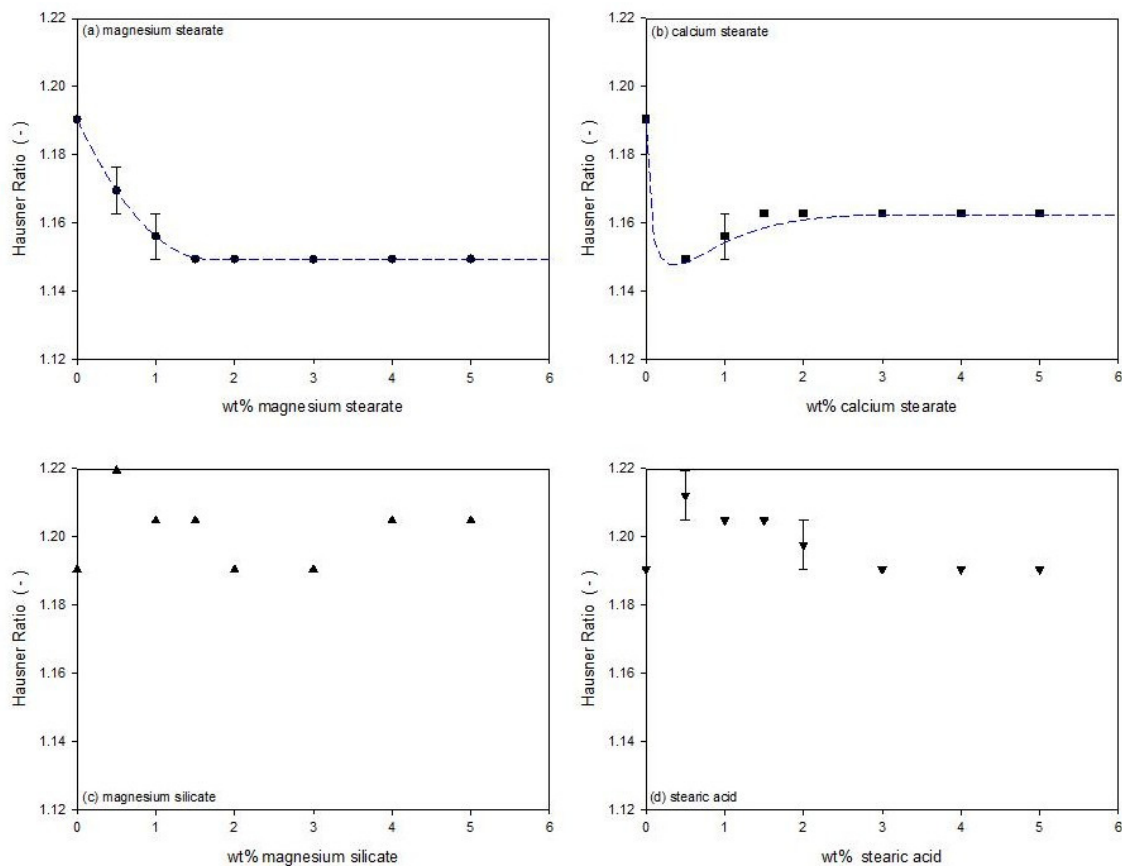 (a) magnesium stearate
1.22
1.20
1.18
1.16
1.14
1.12
Hausner Ratio ( - )
0 1 2 3 4 5 6
wt% magnesium stearate
(b) calcium stearate
1.22
1.20
1.18
1.16
1.14
1.12
Hausner Ratio ( - )
0 1 2 3 4 5 6
wt% calcium stearate
1.22
1.20
1.18
1.16
1.14
1.12
Hausner Ratio ( - )
(c) magnesium silicate
0 1 2 3 4 5 6
wt% magnesium silicate
1.22
1.20
1.18
1.16
1.14
1.12
Hausner Ratio ( - )
(d) stearic acid
0 1 2 3 4 5 6
wt% stearic acid